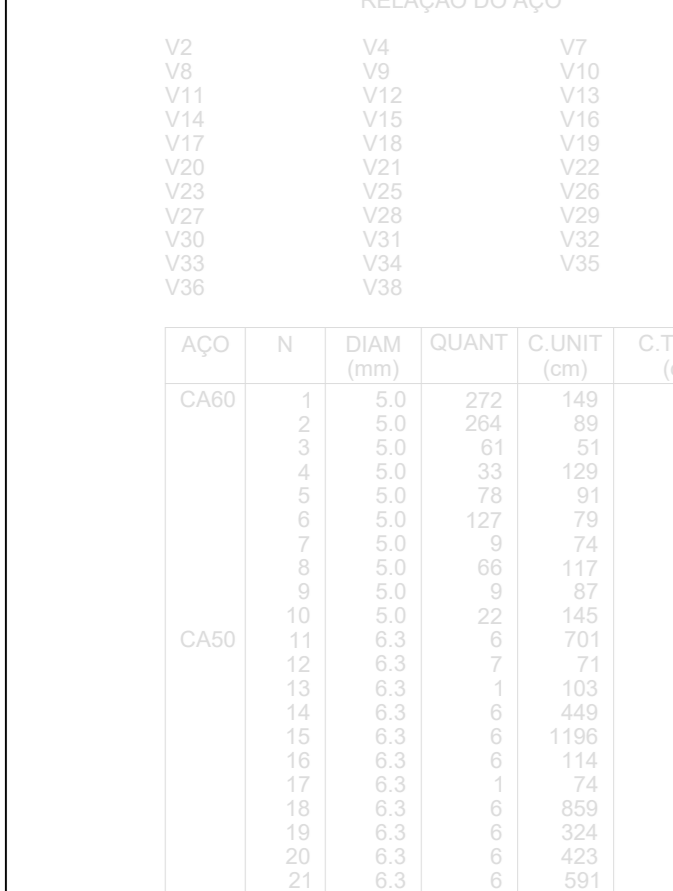 RELAÇÃO DO AÇO
V2 V4 V7
V8 V9 V10
V11 V12 V13
V14 V15 V16
V17 V18 V19
V20 V21 V22
V23 V25 V26
V27 V28 V29
V30 V31 V32
V33 V34 V35
V36 V38
AÇO N DIAM QUANT C.UNIT C.T
(mm) (cm) (
CA60 1 5.0 272 149
2 5.0 264 89
3 5.0 61 51
4 5.0 33 129
5 5.0 78 91
6 5.0 127 79
7 5.0 9 74
8 5.0 66 117
9 5.0 9 87
10 5.0 22 145
CA50 11 6.3 6 701
12 6.3 7 71
13 6.3 1 103
14 6.3 6 449
15 6.3 6 1196
16 6.3 6 114
17 6.3 1 74
18 6.3 6 859
19 6.3 6 324
20 6.3 6 423
21 6.3 6 591